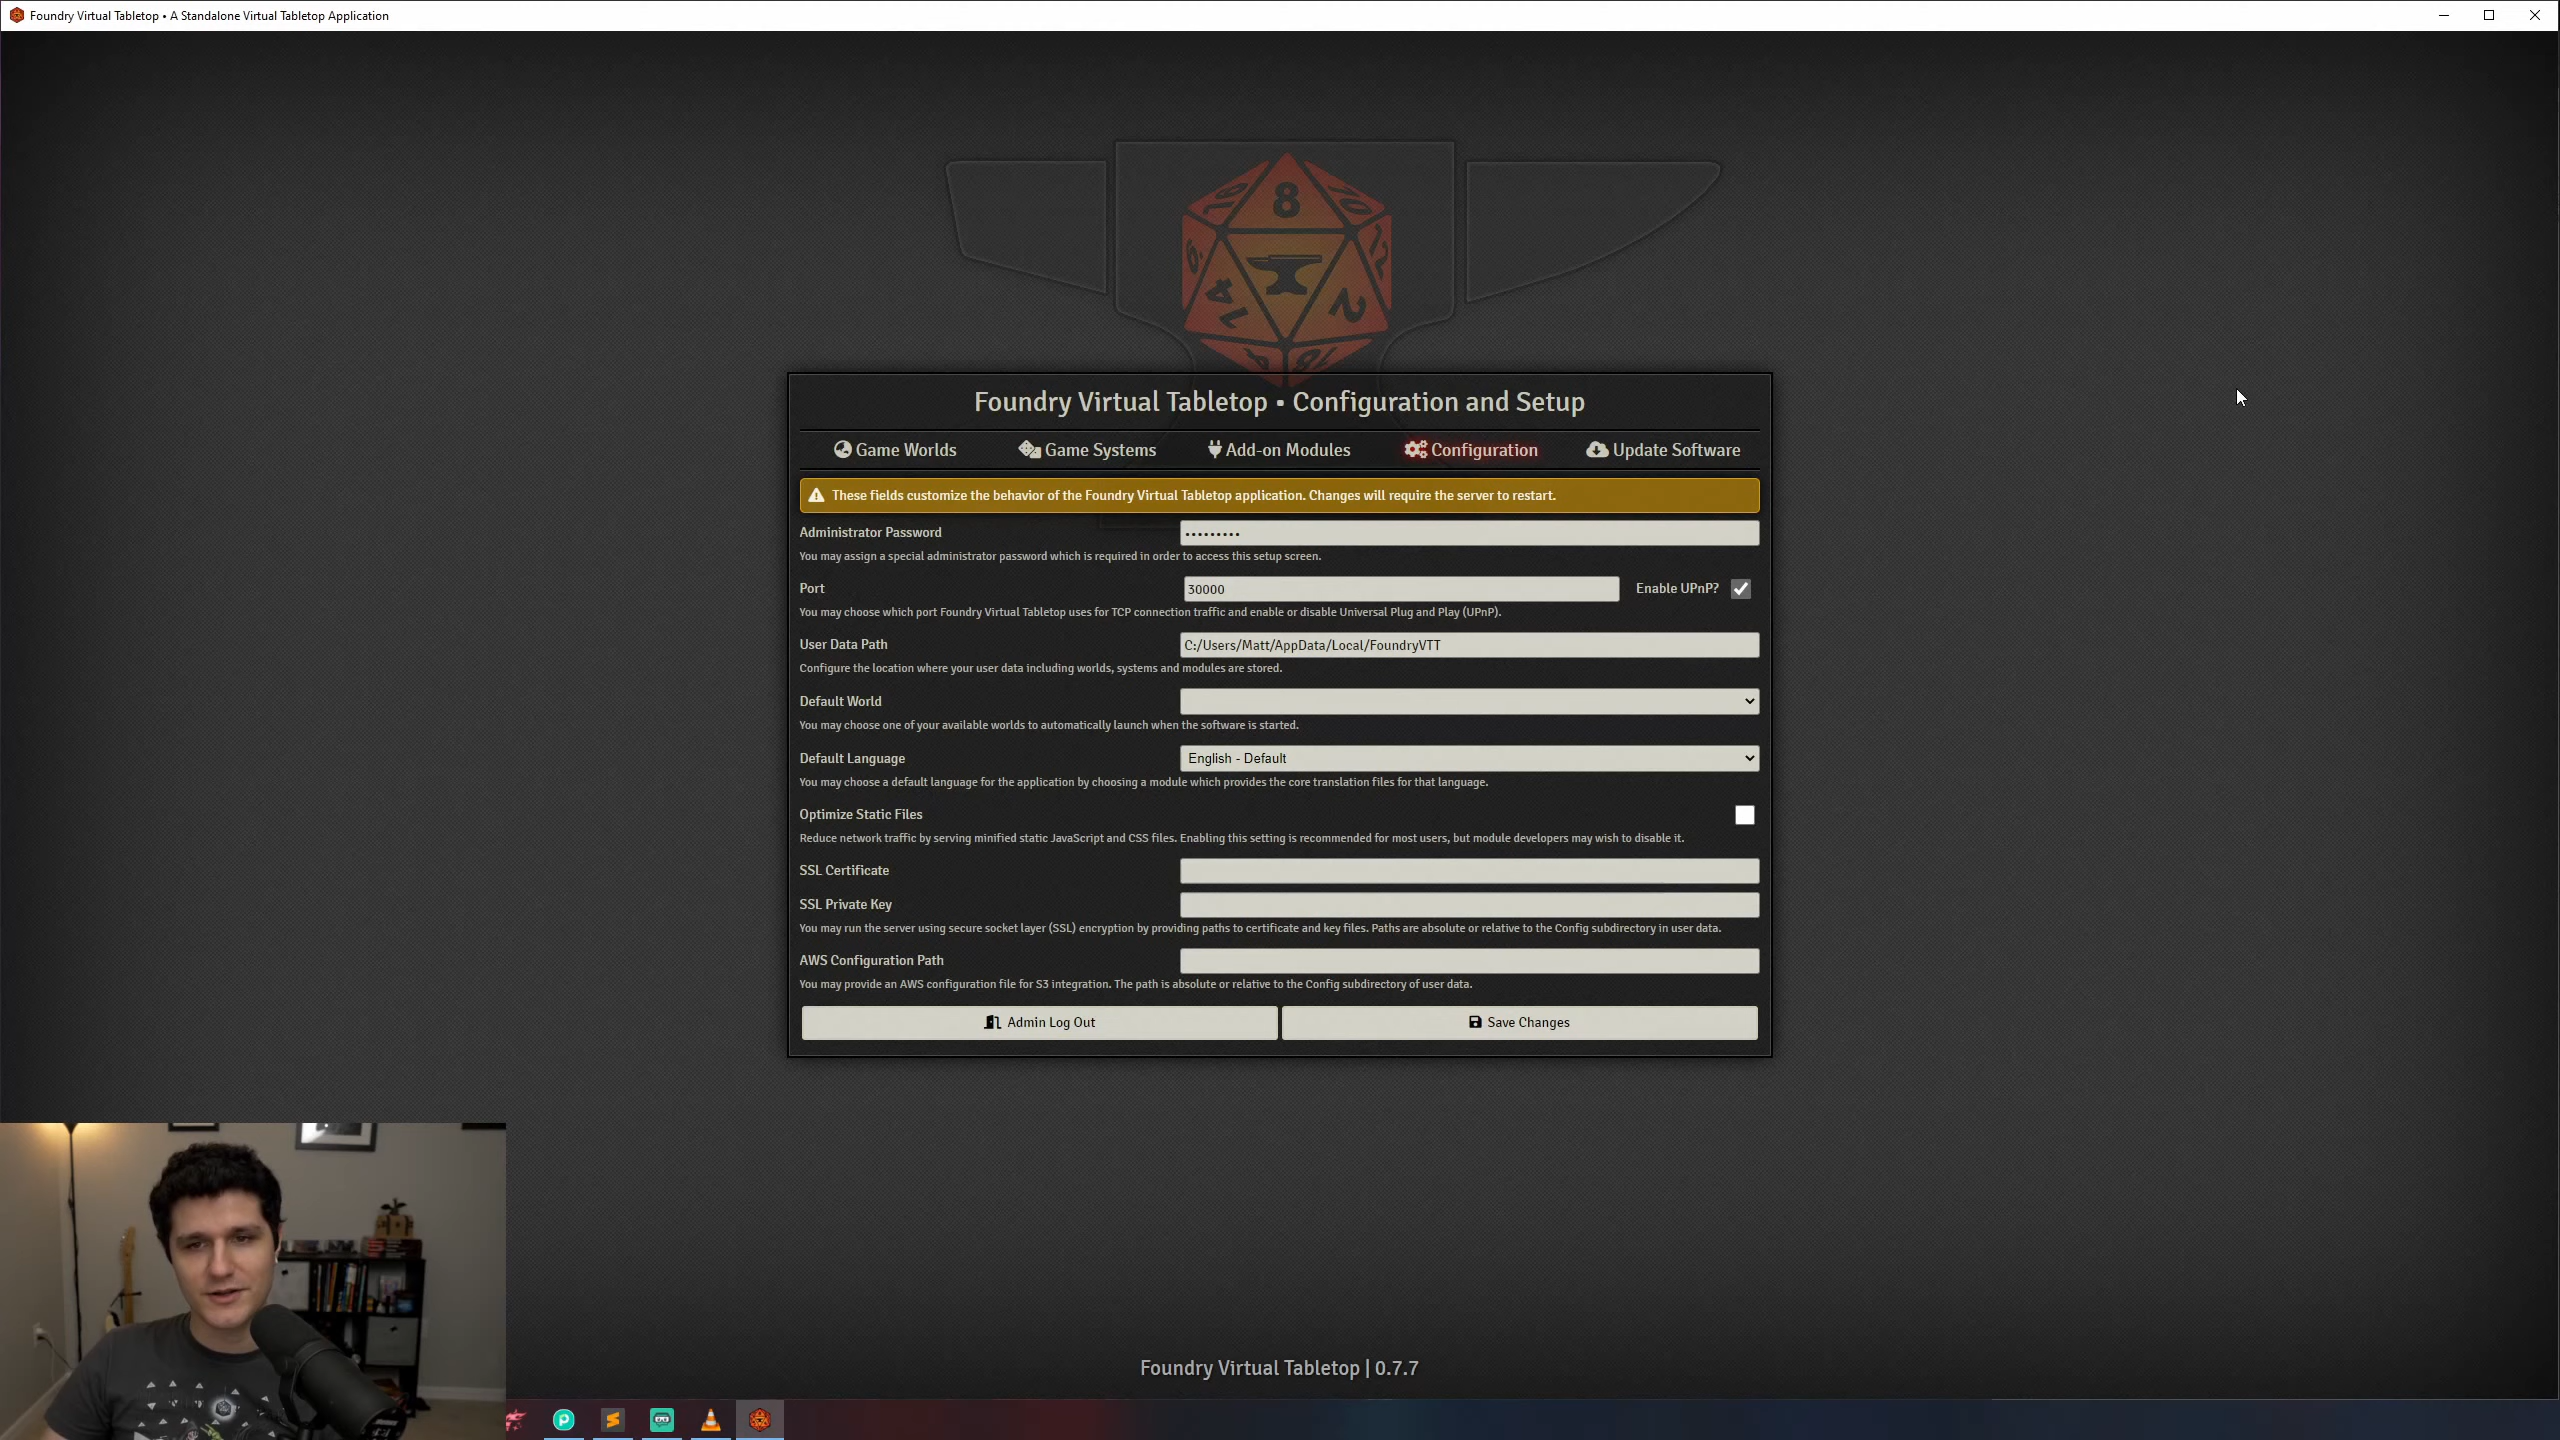 Foundry Virtual Tabletop • A Standalone Virtual Tabletop Application
8
14
2
Foundry Virtual Tabletop • Configuration and Setup
Game Worlds Game Systems Add-on Modules Configuration Update Software
These fields customize the behavior of the Foundry Virtual Tabletop application. Changes will require the server to restart.
Administrator Password •••••••••
You may assign a special administrator password which is required in order to access this setup screen.
Port 30000 Enable UPnP?
You may choose which port Foundry Virtual Tabletop uses for TCP connection traffic and enable or disable Universal Plug and Play (UPnP).
User Data Path C:/Users/Matt/AppData/Local/FoundryVTT
Configure the location where your user data including worlds, systems and modules are stored.
Default World
You may choose one of your available worlds to automatically launch when the software is started.
Default Language English - Default
You may choose a default language for the application by choosing a module which provides the core translation files for that language.
Optimize Static Files
Reduce network traffic by serving minified static JavaScript and CSS files. Enabling this setting is recommended for most users, but module developers may wish to disable it.
SSL Certificate
SSL Private Key
You may run the server using secure socket layer (SSL) encryption by providing paths to certificate and key files. Paths are absolute or relative to the Config subdirectory in user data.
AWS Configuration Path
You may provide an AWS configuration file for S3 integration. The path is absolute or relative to the Config subdirectory of user data.
Admin Log Out Save Changes
Foundry Virtual Tabletop | 0.7.7